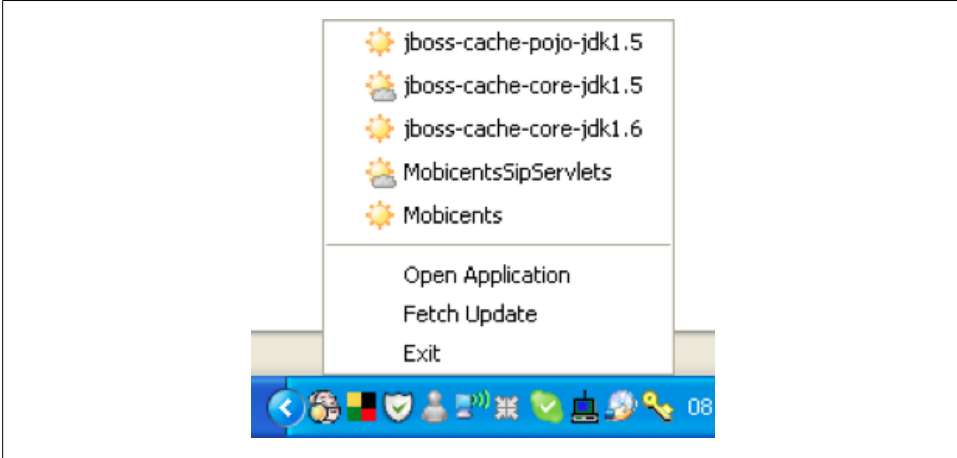 jboss-cache-pojo-jdk1.5
jboss-cache-core-jdk1.5
jboss-cache-core-jdk1.6
MobicentsSipServlets
Mobicents
Open Application
Fetch Update
Exit
08